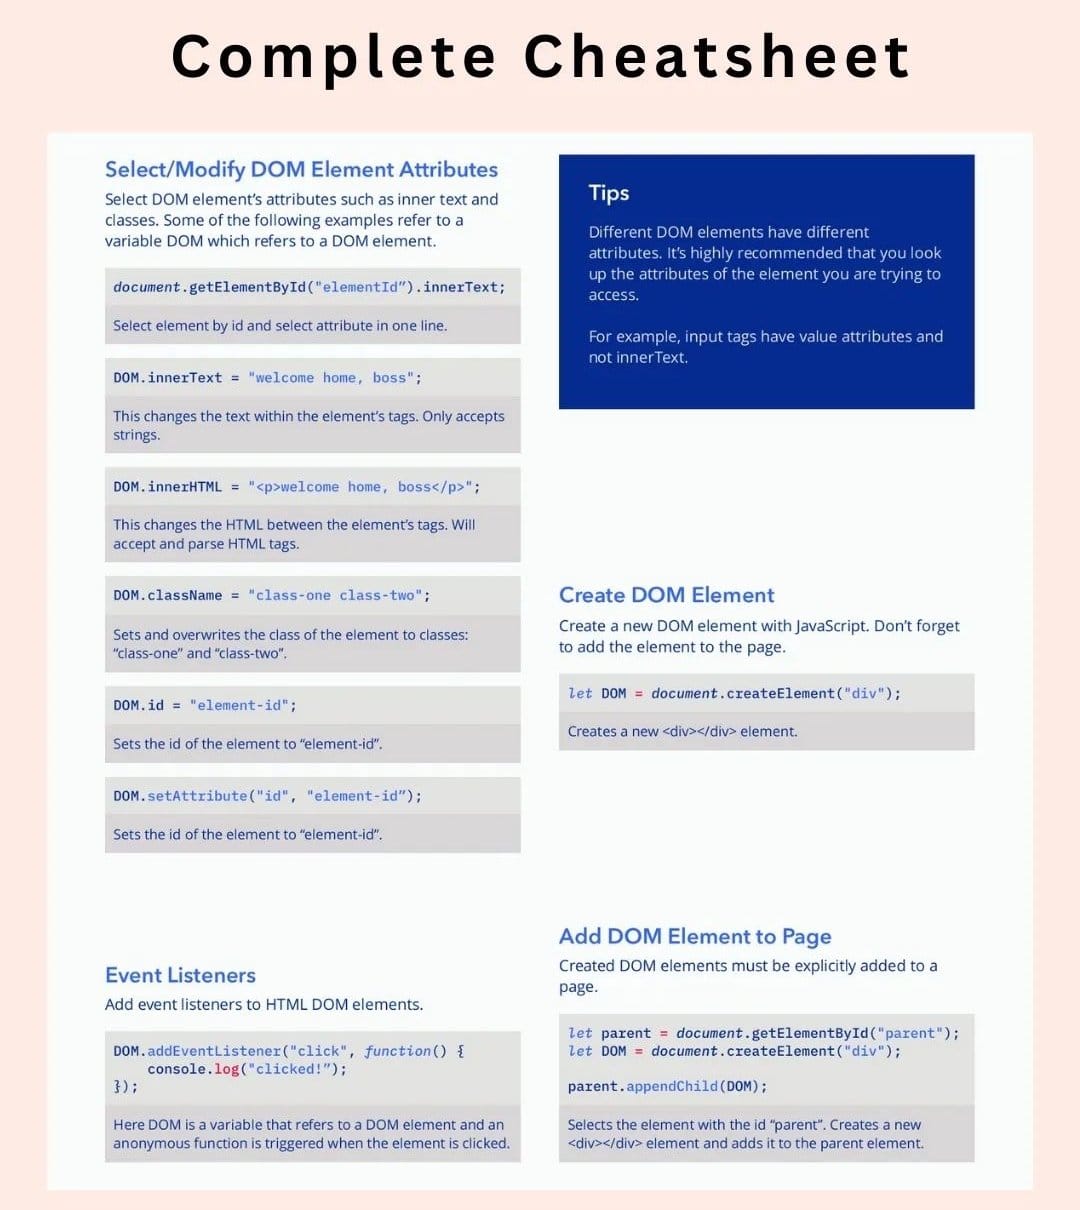 Complete Cheatsheet
Select/Modify DOM Element Attributes
Select DOM element’s attributes such as inner text and
classes. Some of the following examples refer to a
variable DOM which refers to a DOM element.
document.getElementById("elementId”).innerText;
Select element by id and select attribute in one line.
DOM.innerText = "welcome home, boss";
This changes the text within the element’s tags. Only accepts
strings.
DOM.innerHTML = "<p>welcome home, boss</p>";
This changes the HTML between the element’s tags. Will
accept and parse HTML tags.
DOM.className = "class-one class-two";
Sets and overwrites the class of the element to classes:
“class-one” and “class-two”.
DOM.id = "element-id";
Sets the id of the element to “element-id”.
DOM.setAttribute("id", "element-id”);
Sets the id of the element to “element-id”.
Event Listeners
Add event listeners to HTML DOM elements.
DOM.addEventListener("click", function() {
    console.log("clicked!”);
});
Here DOM is a variable that refers to a DOM element and an
anonymous function is triggered when the element is clicked.
Tips
Different DOM elements have different
attributes. It’s highly recommended that you look
up the attributes of the element you are trying to
access.
For example, input tags have value attributes and
not innerText.
Create DOM Element
Create a new DOM element with JavaScript. Don’t forget
to add the element to the page.
let DOM = document.createElement("div");
Creates a new <div></div> element.
Add DOM Element to Page
Created DOM elements must be explicitly added to a
page.
let parent = document.getElementById("parent");
let DOM = document.createElement("div");
parent.appendChild(DOM);
Selects the element with the id “parent”. Creates a new
<div></div> element and adds it to the parent element.